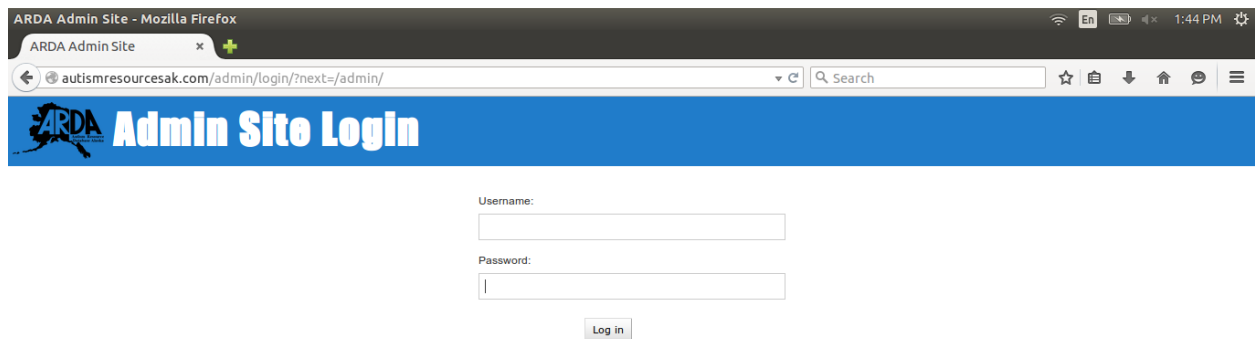 ARDA Admin Site - Mozilla Firefox
En
1:44 PM
ARDA Admin Site
autismresourcesak.com/admin/login/?next=/admin/
Search
ARDA
Admin Site Login
Username:
Password:
Log in